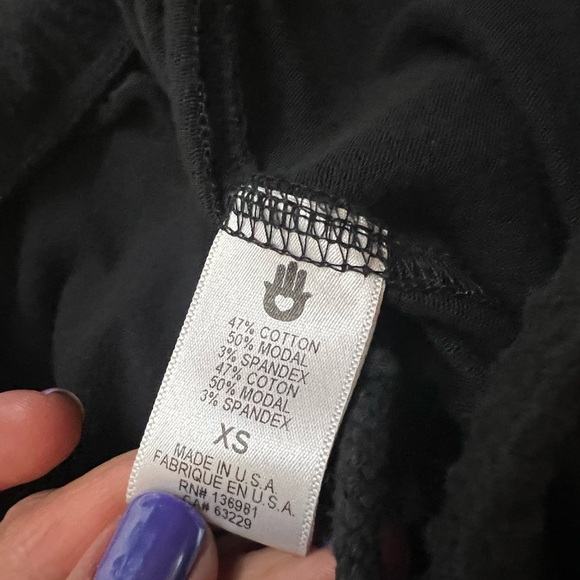 47% COTTON
50% MODAL
3% SPANDEX
47% COTON
50% MODAL
3% SPANDEX
XS
MADE IN U.S.A.
FABRIQUE EN U.S.A.
RN# 136981
CA# 63229